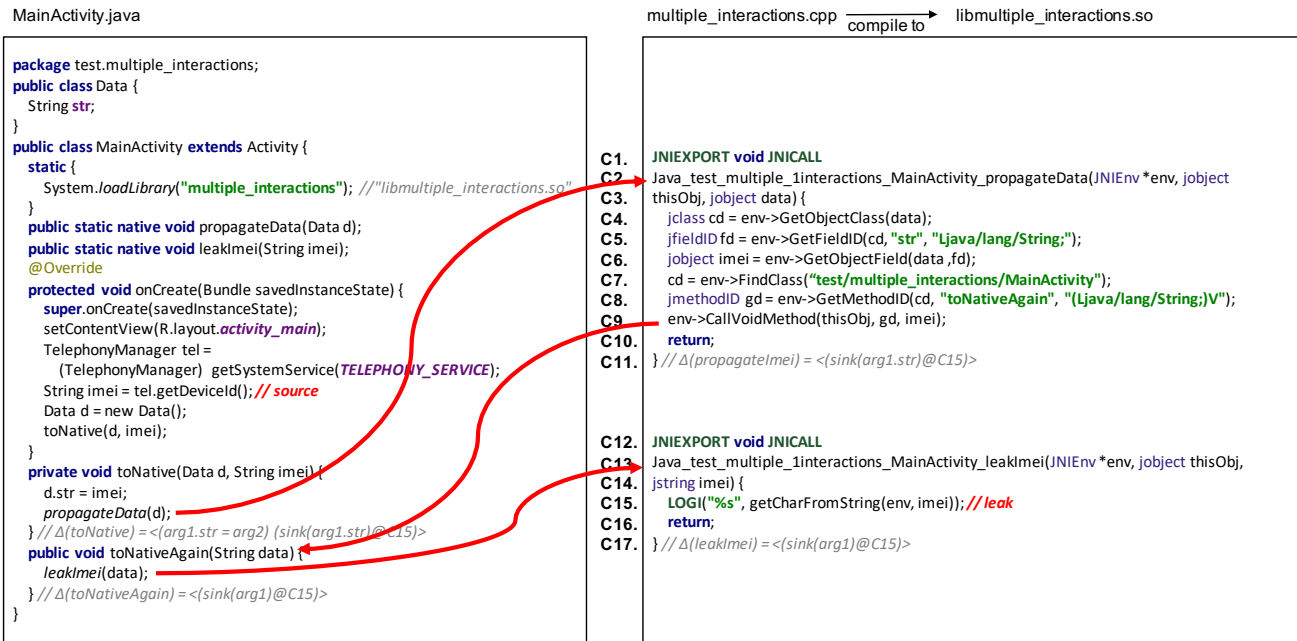 MainActivity.java
package test.multiple_interactions;
public class Data {
String str;
}
public class MainActivity extends Activity {
static {
System.loadLibrary("multiple_interactions"); //"libmultiple_interactions.so"
}
public static native void propagateData(Data d);
public static native void leakImei(String imei);
@Override
protected void onCreate(Bundle savedInstanceState) {
super.onCreate(savedInstanceState);
setContentView(R.layout.activity_main);
TelephonyManager tel =
(TelephonyManager) getSystemService(TELEPHONY_SERVICE);
String imei = tel.getDeviceId(); // source
Data d = new Data();
toNative(d, imei);
}
private void toNative(Data d, String imei) {
d.str = imei;
propagateData(d);
} // Δ(toNative) = <(arg1.str = arg2) (sink(arg1.str)@C15)>
public void toNativeAgain(String data) {
leakImei(data);
} // Δ(toNativeAgain) = <(sink(arg1)@C15)>
}
multiple_interactions.cpp compile to libmultiple_interactions.so
C1. JNIEXPORT void JNICALL
C2. Java_test_multiple_1interactions_MainActivity_propagateData(JNIEnv *env, jobject
C3. thisObj, jobject data) {
C4. jclass cd = env->GetObjectClass(data);
C5. jfieldID fd = env->GetFieldID(cd, "str", "Ljava/lang/String;");
C6. jobject imei = env->GetObjectField(data ,fd);
C7. cd = env->FindClass(“test/multiple_interactions/MainActivity");
C8. jmethodID gd = env->GetMethodID(cd, "toNativeAgain", "(Ljava/lang/String;)V");
C9. env->CallVoidMethod(thisObj, gd, imei);
C10. return;
C11. } // Δ(propagateImei) = <(sink(arg1.str)@C15)>
C12. JNIEXPORT void JNICALL
C13. Java_test_multiple_1interactions_MainActivity_leakImei(JNIEnv *env, jobject thisObj,
C14. jstring imei) {
C15. LOGI("%s", getCharFromString(env, imei)); // leak
C16. return;
C17. } // Δ(leakImei) = <(sink(arg1)@C15)>